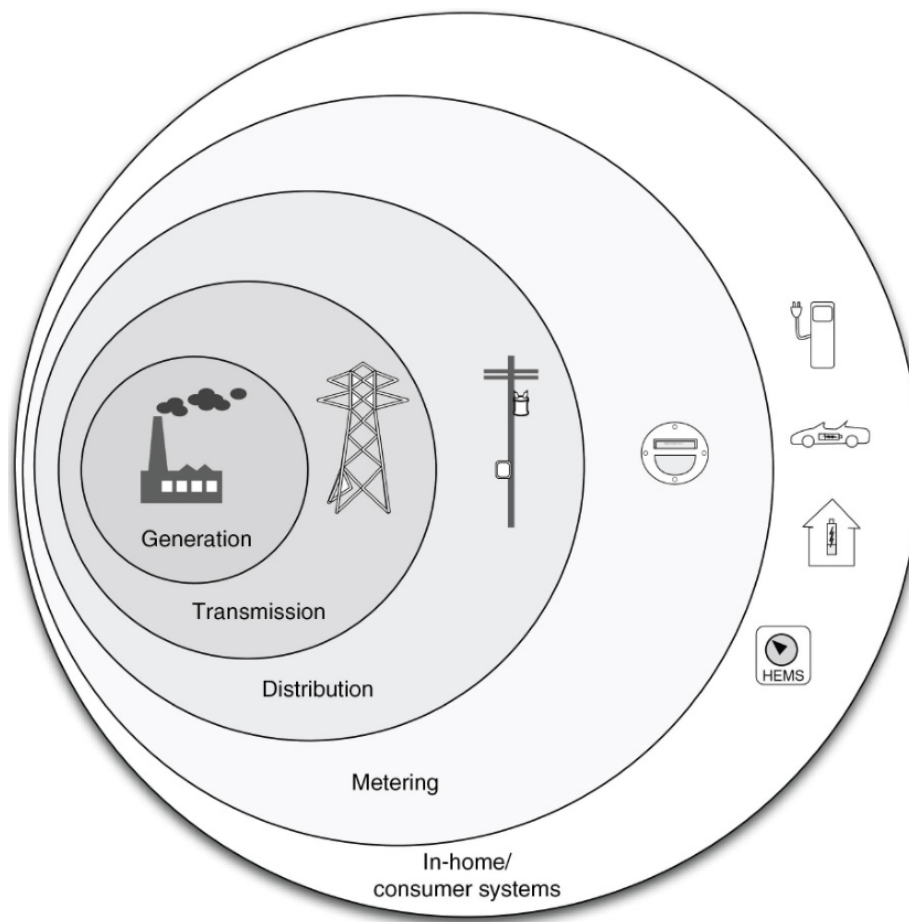 Generation
Transmission
Distribution
HEMS
Metering
In-home/
consumer systems